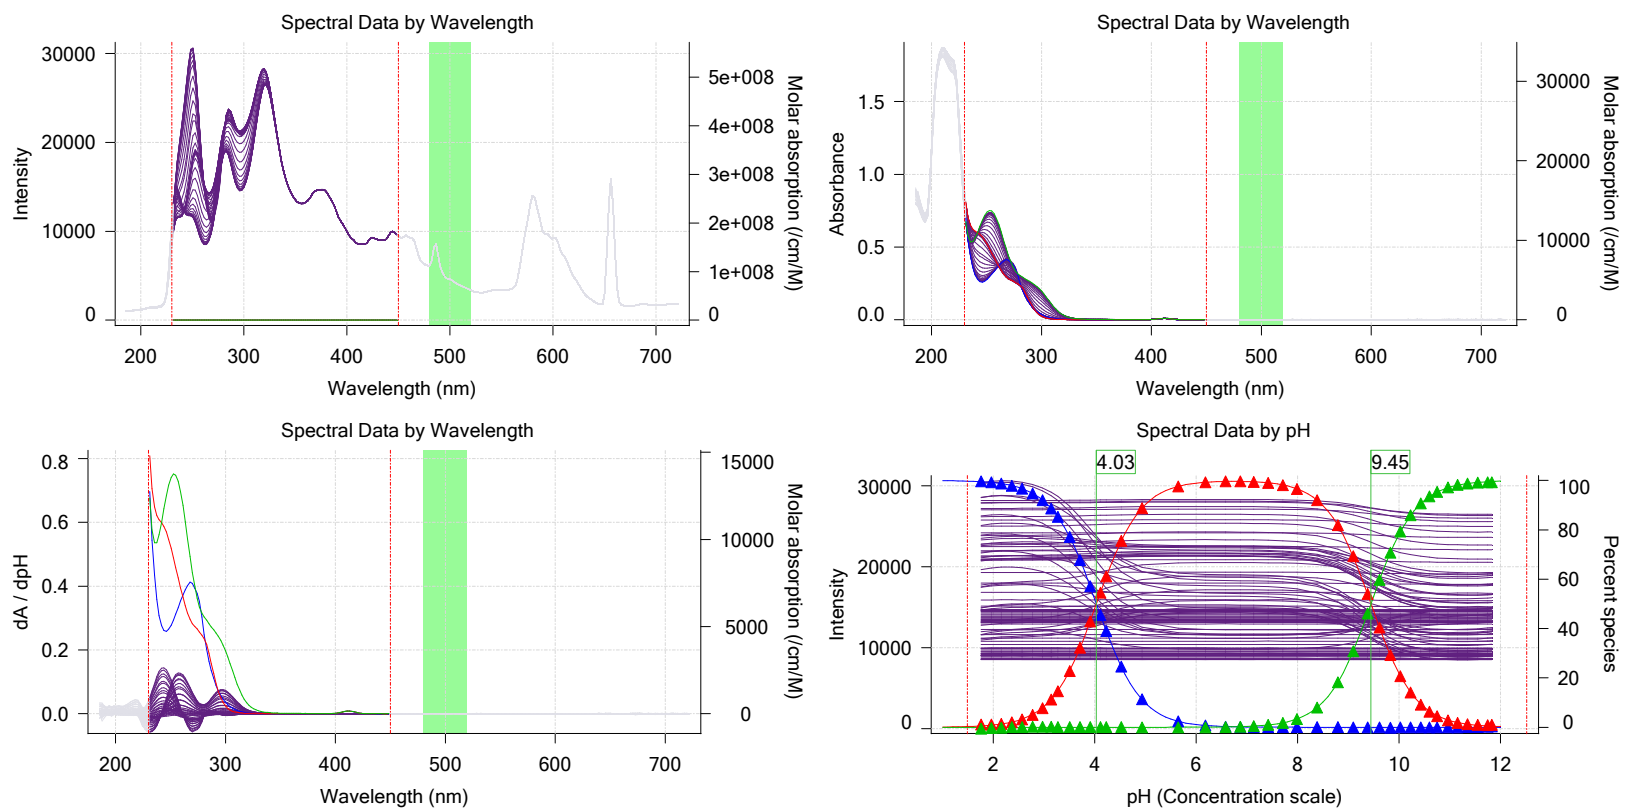 Spectral Data by Wavelength
30000
20000
10000
0
Intensity
5e+008
4e+008
3e+008
2e+008
1e+008
0
Molar absorption (/cm/M)
200 300 400 500 600 700
Wavelength (nm)
Spectral Data by Wavelength
1.5
1.0
0.5
0.0
Absorbance
30000
20000
10000
0
Molar absorption (/cm/M)
200 300 400 500 600 700
Wavelength (nm)
Spectral Data by Wavelength
0.8
0.6
0.4
0.2
0.0
dA / dpH
15000
10000
5000
0
Molar absorption (/cm/M)
200 300 400 500 600 700
Wavelength (nm)
Spectral Data by pH
4.03 9.45
30000
20000
10000
0
Intensity
100
80
60
40
20
0
Percent species
2 4 6 8 10 12
pH (Concentration scale)